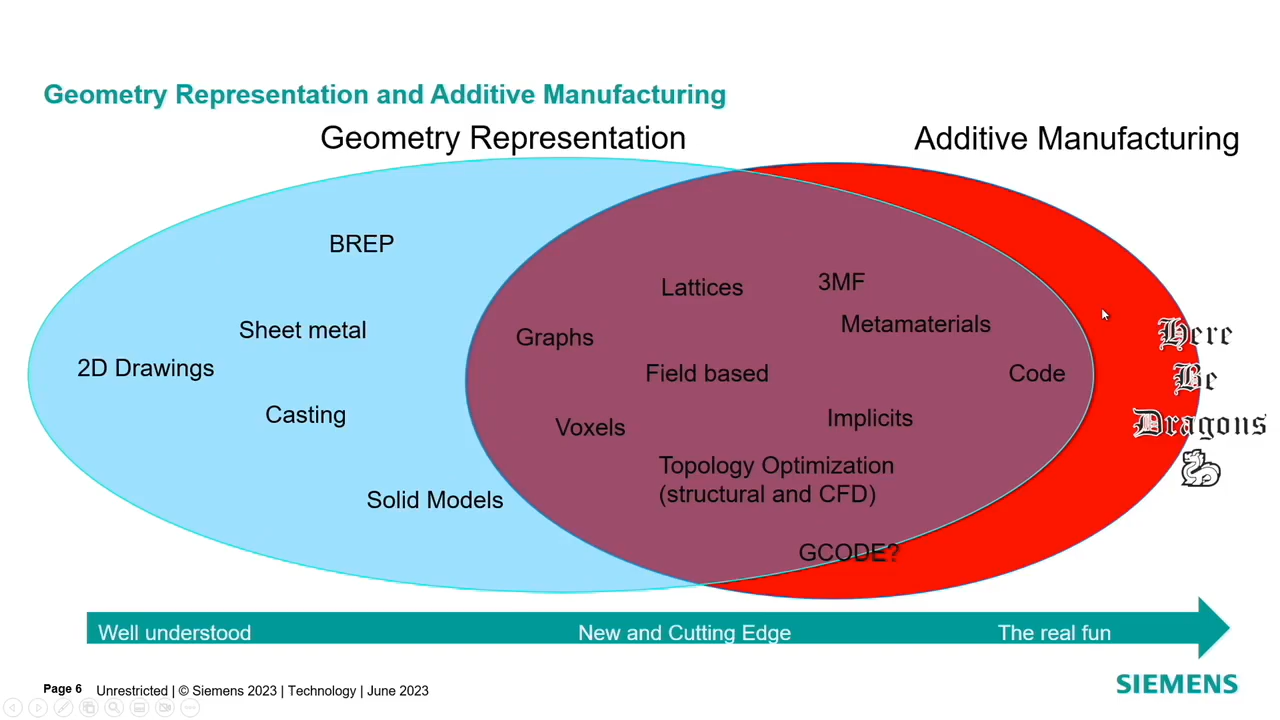 Geometry Representation and Additive Manufacturing
Geometry Representation
Additive Manufacturing
BREP
Sheet metal
2D Drawings
Casting
Solid Models
Lattices
3MF
Graphs
Metamaterials
Field based
Code
Voxels
Implicits
Topology Optimization
(structural and CFD)
GCODE?
Here
Be
Dragons
Well understood
New and Cutting Edge
The real fun
Page 6 Unrestricted | © Siemens 2023 | Technology | June 2023
SIEMENS